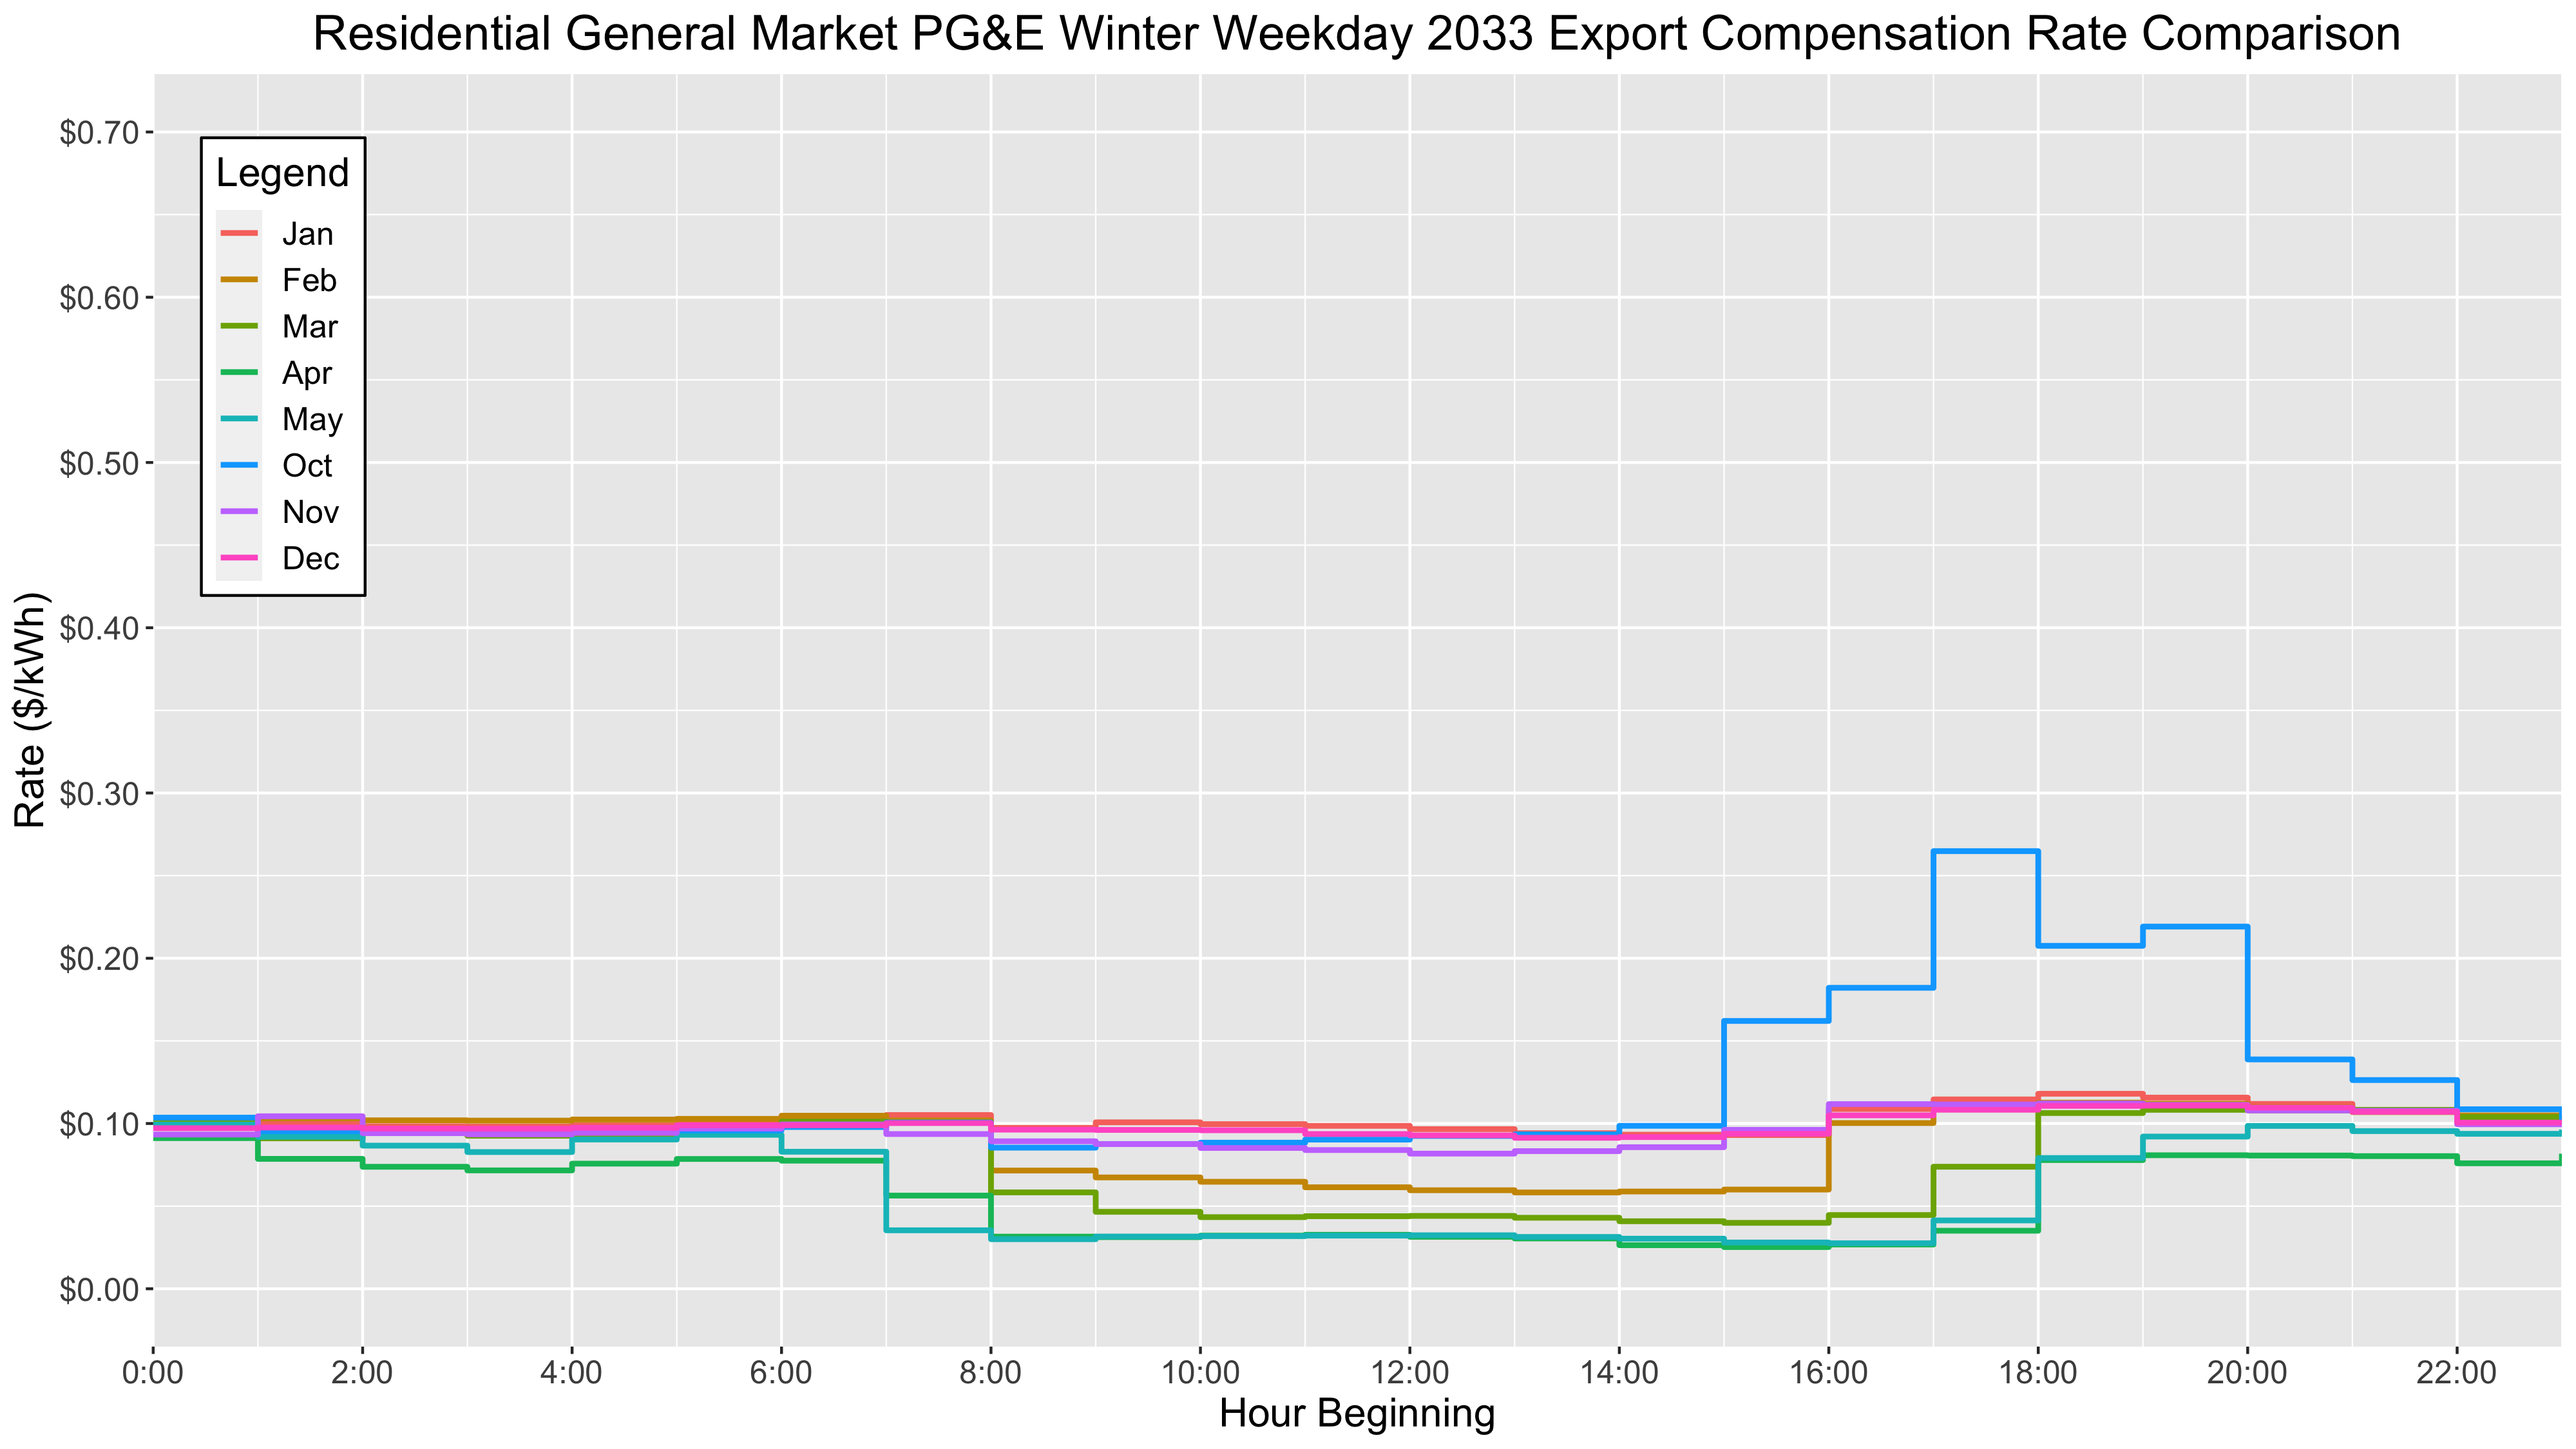 Residential General Market PG&E Winter Weekday 2033 Export Compensation Rate Comparison
Rate ($/kWh)
$0.70
$0.60
$0.50
$0.40
$0.30
$0.20
$0.10
$0.00
Legend
Jan
Feb
Mar
Apr
May
Oct
Nov
Dec
0:00 2:00 4:00 6:00 8:00 10:00 12:00 14:00 16:00 18:00 20:00 22:00
Hour Beginning